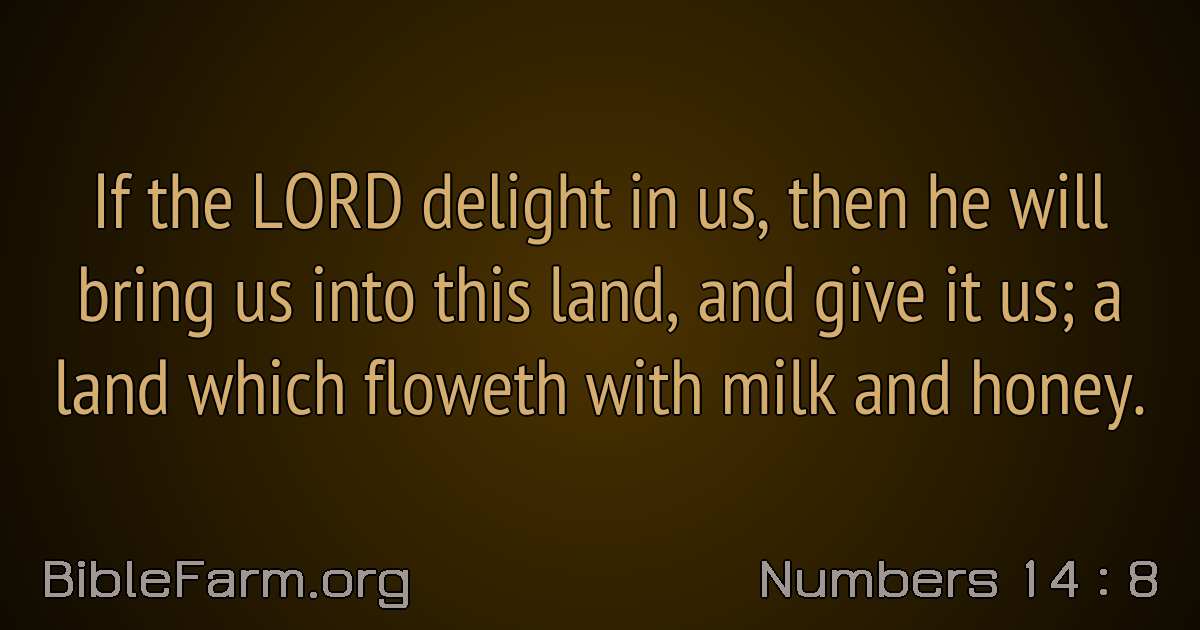 If the LORD delight in us, then he will
bring us into this land, and give it us; a
land which floweth with milk and honey.
BibleFarm.org
Numbers 14 : 8